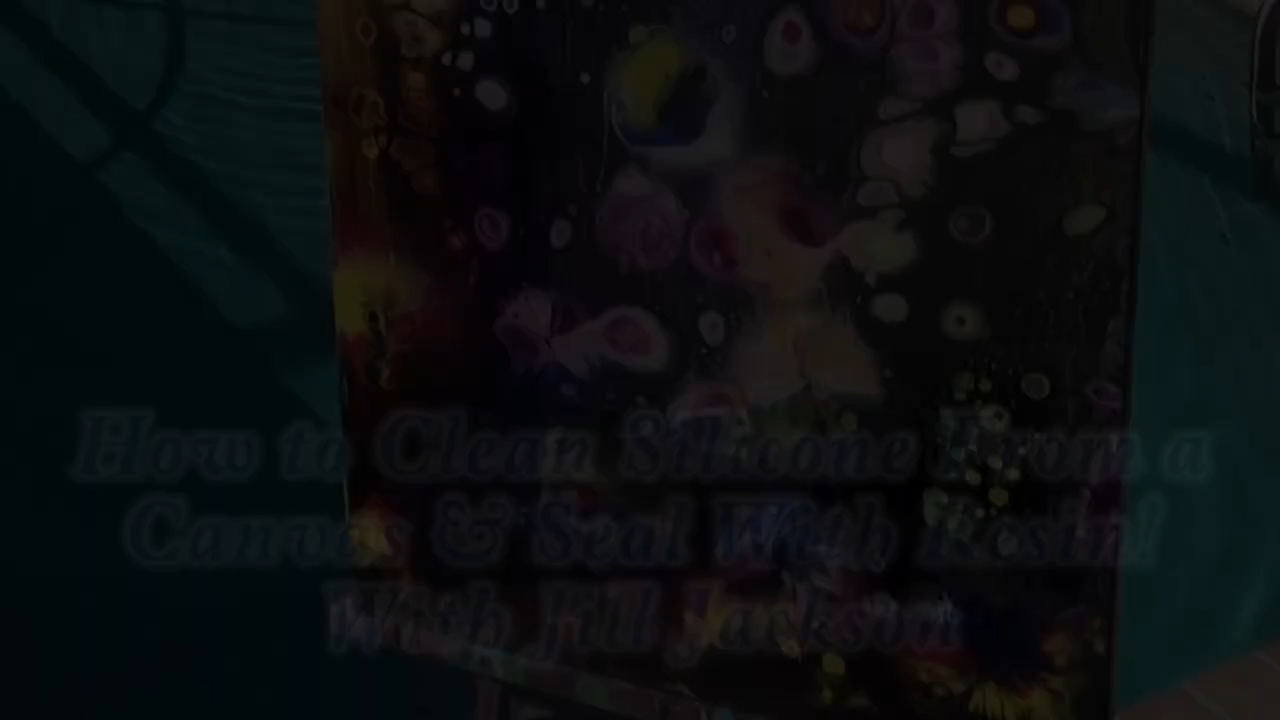 How to Clean Silicone From a
Canvas & Seal With Resin!
With Jill Jackson